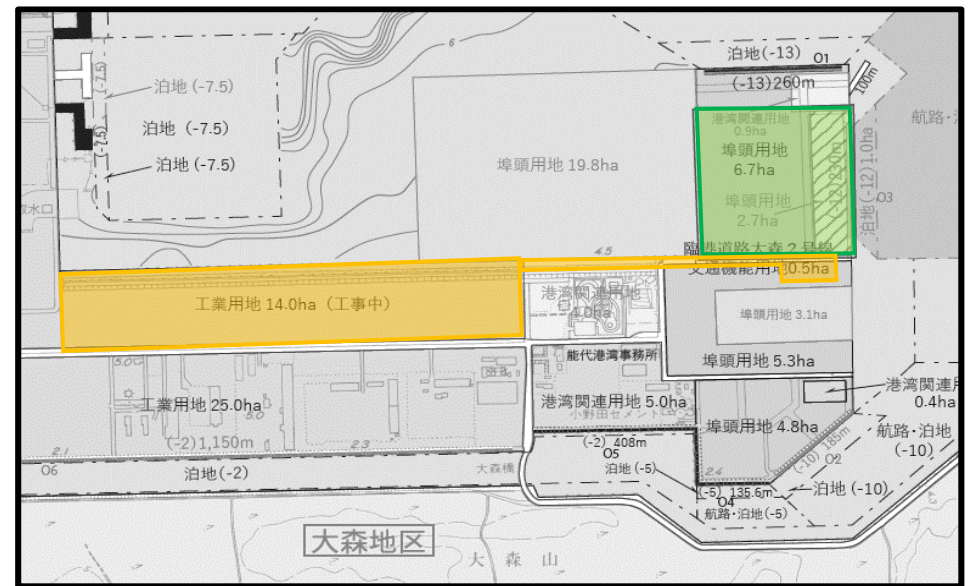 泊地(-13)
O1
(-13)260m
100m
6
(-7.5)
泊地(-7.5)
泊地 (-7.5)
(-7.5)
泊地(-7.5)
航路・
港湾関連用地
0.9ha
埠頭用地 19.8ha
埠頭用地
6.7ha
(-12)230m
泊地(-12) 1.0ha
O3
埠頭用地
2.7ha
取水口
4.5
臨港道路大森2号線
交通機能用地0.5ha
工業用地 14.0ha(工事中)
港湾関連用地
4.0ha
埠頭用地 3.1ha
能代港湾事務所
埠頭用地 5.3ha
5.0
港湾関連用
0.4ha
工業用地 25.0ha
5.0
港湾関連用地 5.0ha
小野田セメント
埠頭用地 4.8ha
航路・泊地
(-10)
(-2)1,150m
2.3
2.1
(-2) 408m
O5
(-10) 185m
O2
O6
泊地(-2)
大森橋
泊地(-5)
2.4
(-5) 135.6m
O4
泊地(-10)
航路・泊地(-5)
4.3
大森地区
大森山